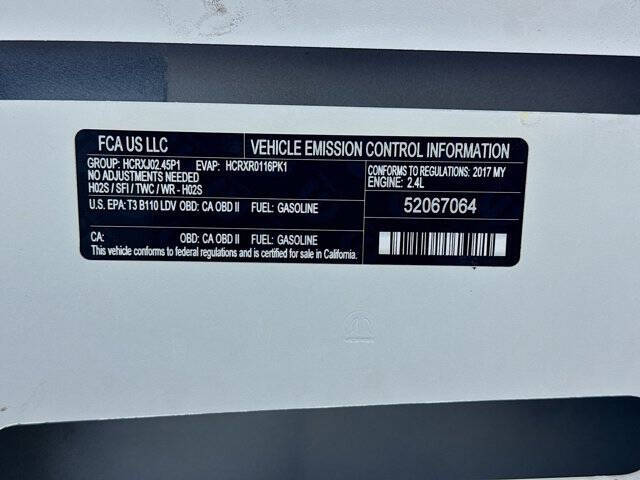 FCA US LLC
VEHICLE EMISSION CONTROL INFORMATION
GROUP: HCRXJ02.45P1 EVAP: HCRXR0116PK1
NO ADJUSTMENTS NEEDED
H02S / SFI / TWC / WR - H02S
CONFORMS TO REGULATIONS: 2017 MY
ENGINE: 2.4L
U.S. EPA: T3 B110 LDV OBD: CA OBD II FUEL: GASOLINE
52067064
CA: OBD: CA OBD II FUEL: GASOLINE
This vehicle conforms to federal regulations and is certified for sale in California.